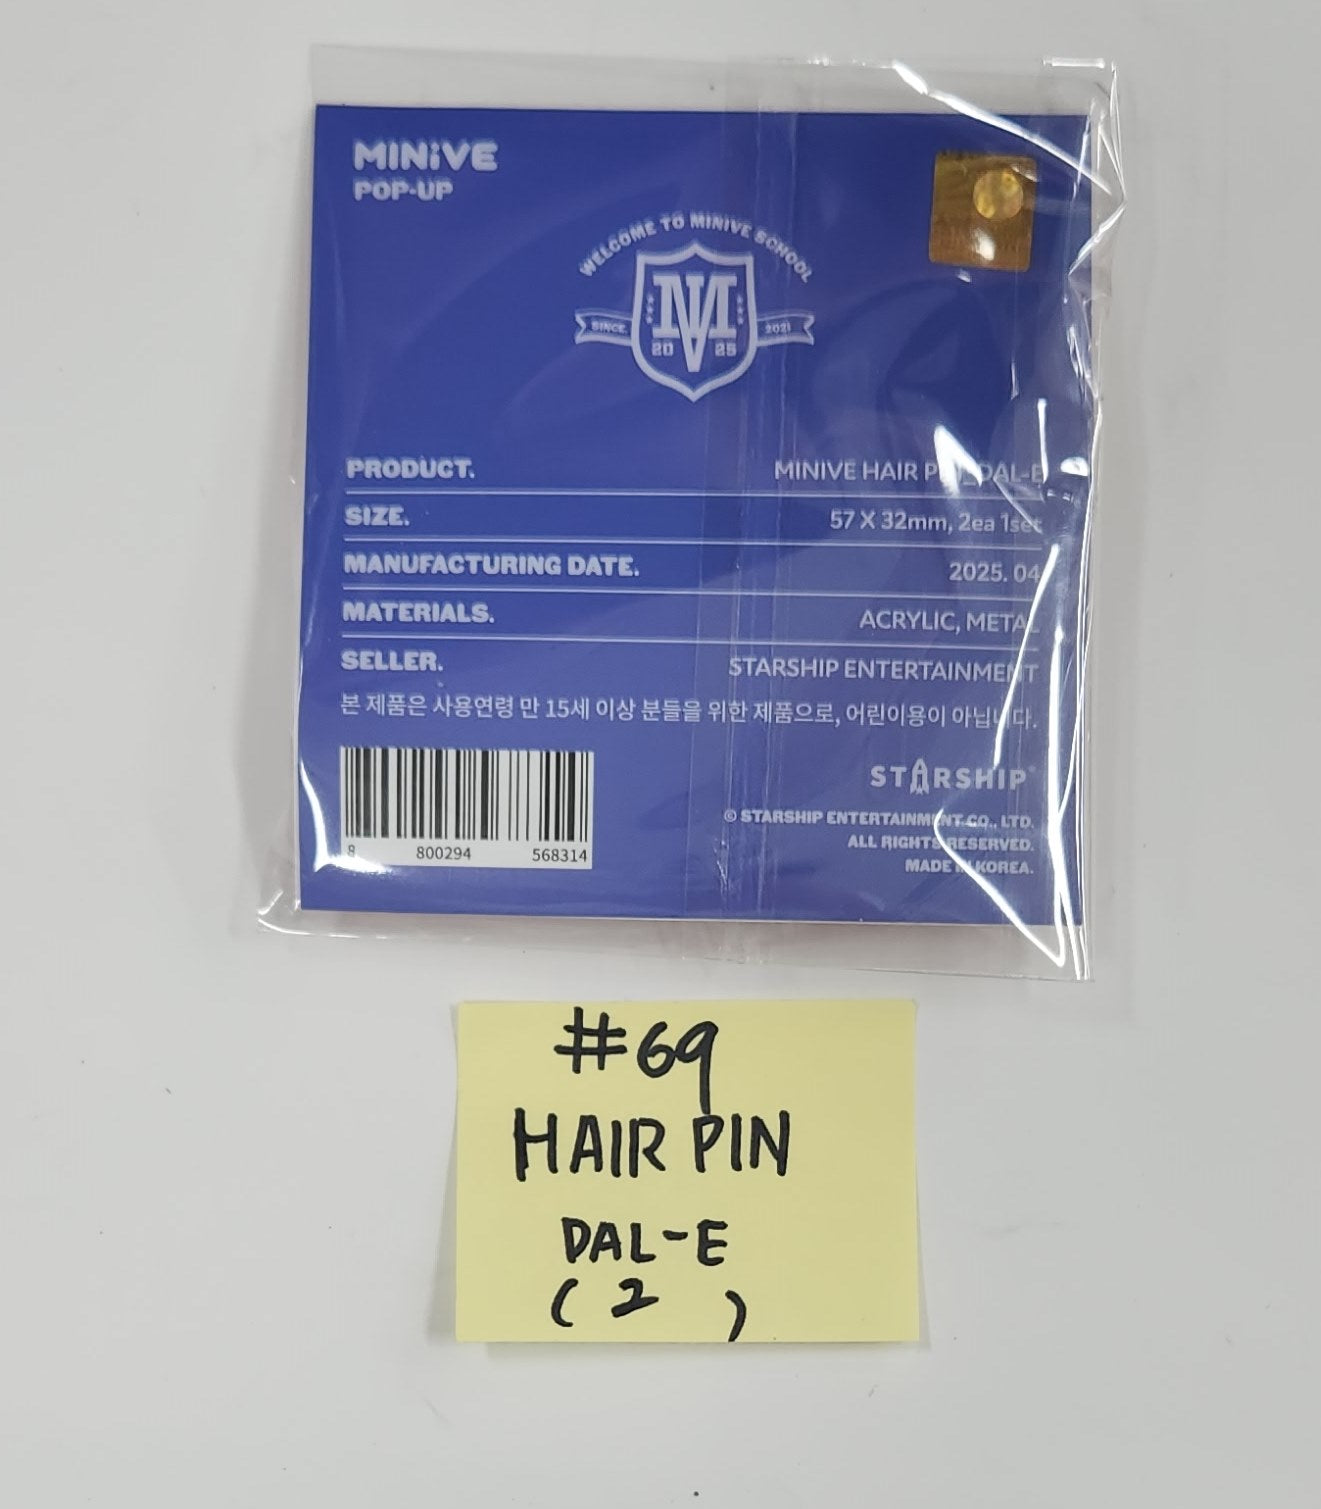 MINiVE
POP-UP
WELCOME TO MINIVE SCHOOL
SINCE. 2021
MV
20 25
PRODUCT. MINIVE HAIR DAL-E
SIZE. 57 X 32mm, 2ea 1set
MANUFACTURING DATE. 2025. 04
MATERIALS. ACRYLIC, METAL
SELLER. STARSHIP ENTERTAINMENT
본 제품은 사용연령 만 15세 이상 분들을 위한 제품으로, 어린이용이 아닙니다.
STARSHIP
© STARSHIP ENTERTAINMENT CO., LTD.
ALL RIGHTS RESERVED.
MADE IN KOREA.
8 800294 568314
#69
HAIR PIN
DAL-E
( 2 )